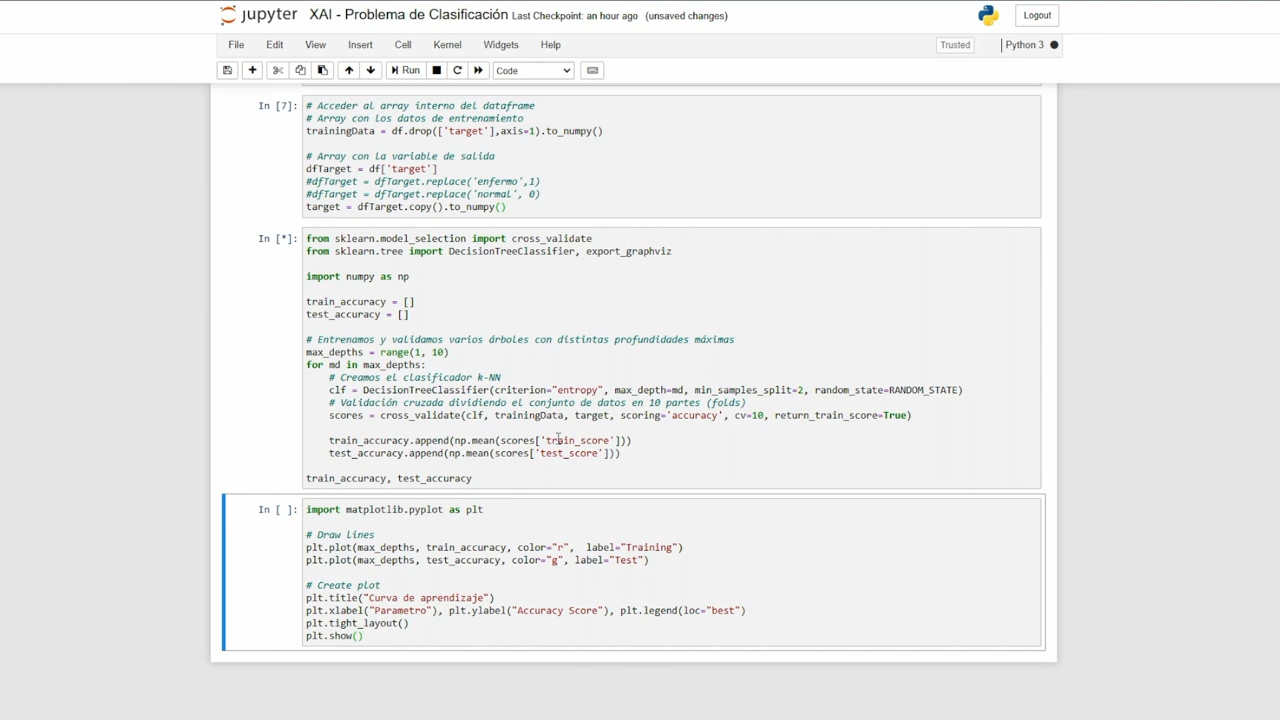 jupyter XAI - Problema de Clasificación Last Checkpoint: an hour ago (unsaved changes) Logout
File Edit View Insert Cell Kernel Widgets Help Trusted Python 3
Run Code
In [7]: # Acceder al array interno del dataframe
# Array con los datos de entrenamiento
trainingData = df.drop(['target'],axis=1).to_numpy()
# Array con la variable de salida
dfTarget = df['target']
#dfTarget = dfTarget.replace('enfermo',1)
#dfTarget = dfTarget.replace('normal', 0)
target = dfTarget.copy().to_numpy()
In [*]: from sklearn.model_selection import cross_validate
from sklearn.tree import DecisionTreeClassifier, export_graphviz
import numpy as np
train_accuracy = []
test_accuracy = []
# Entrenamos y validamos varios árboles con distintas profundidades máximas
max_depths = range(1, 10)
for md in max_depths:
# Creamos el clasificador k-NN
clf = DecisionTreeClassifier(criterion="entropy", max_depth=md, min_samples_split=2, random_state=RANDOM_STATE)
# Validación cruzada dividiendo el conjunto de datos en 10 partes (folds)
scores = cross_validate(clf, trainingData, target, scoring='accuracy', cv=10, return_train_score=True)
train_accuracy.append(np.mean(scores['train_score']))
test_accuracy.append(np.mean(scores['test_score']))
train_accuracy, test_accuracy
In [ ]: import matplotlib.pyplot as plt
# Draw lines
plt.plot(max_depths, train_accuracy, color="r",  label="Training")
plt.plot(max_depths, test_accuracy, color="g", label="Test")
# Create plot
plt.title("Curva de aprendizaje")
plt.xlabel("Parametro"), plt.ylabel("Accuracy Score"), plt.legend(loc="best")
plt.tight_layout()
plt.show()